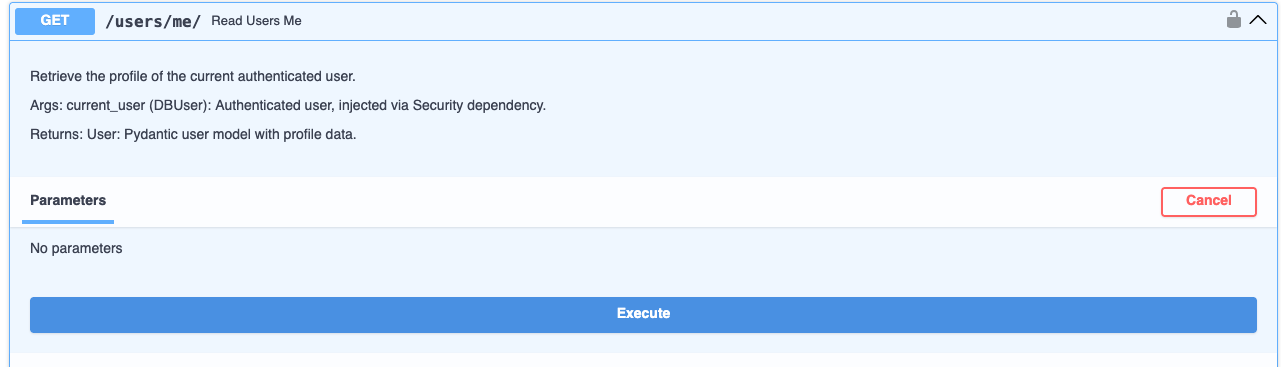 GET /users/me/ Read Users Me
Retrieve the profile of the current authenticated user.
Args: current_user (DBUser): Authenticated user, injected via Security dependency.
Returns: User: Pydantic user model with profile data.
Parameters Cancel
No parameters
Execute